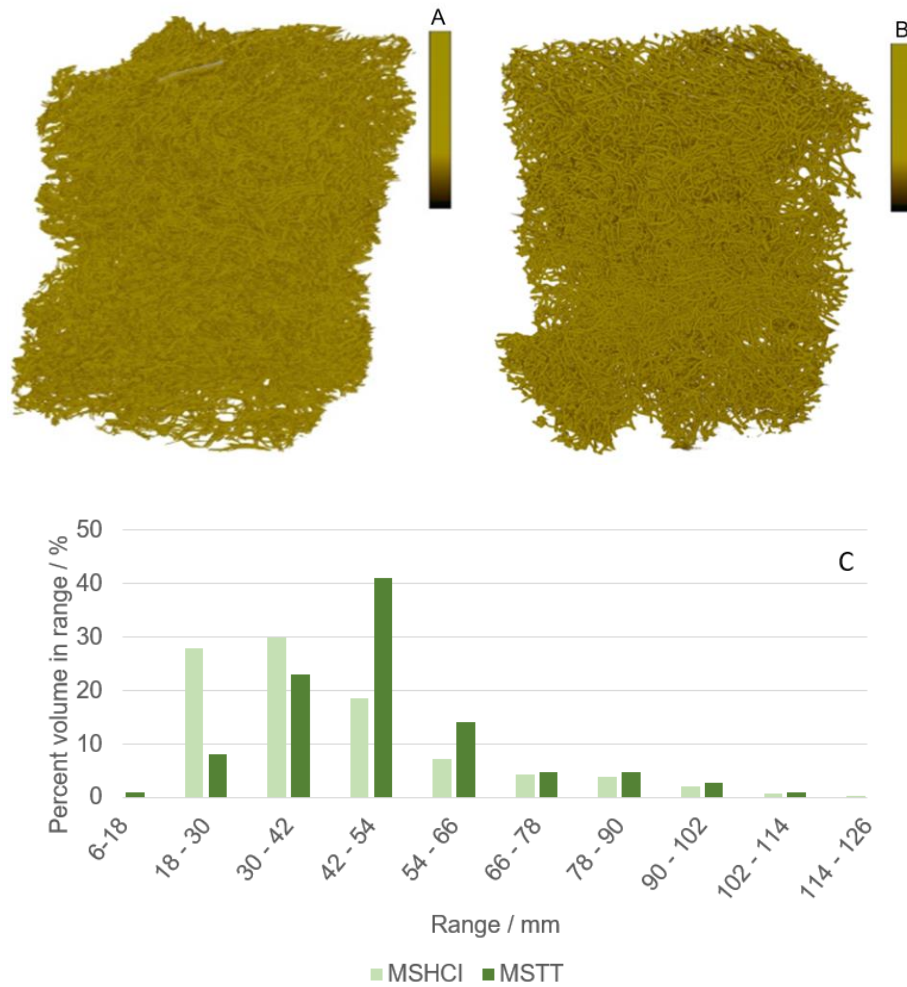 A
B
C
Percent volume in range / %
50
40
30
20
10
0
6-18
18 - 30
30 - 42
42 - 54
54 - 66
66 - 78
78 - 90
90 - 102
102 - 114
114 - 126
Range / mm
MSHCI MSTT